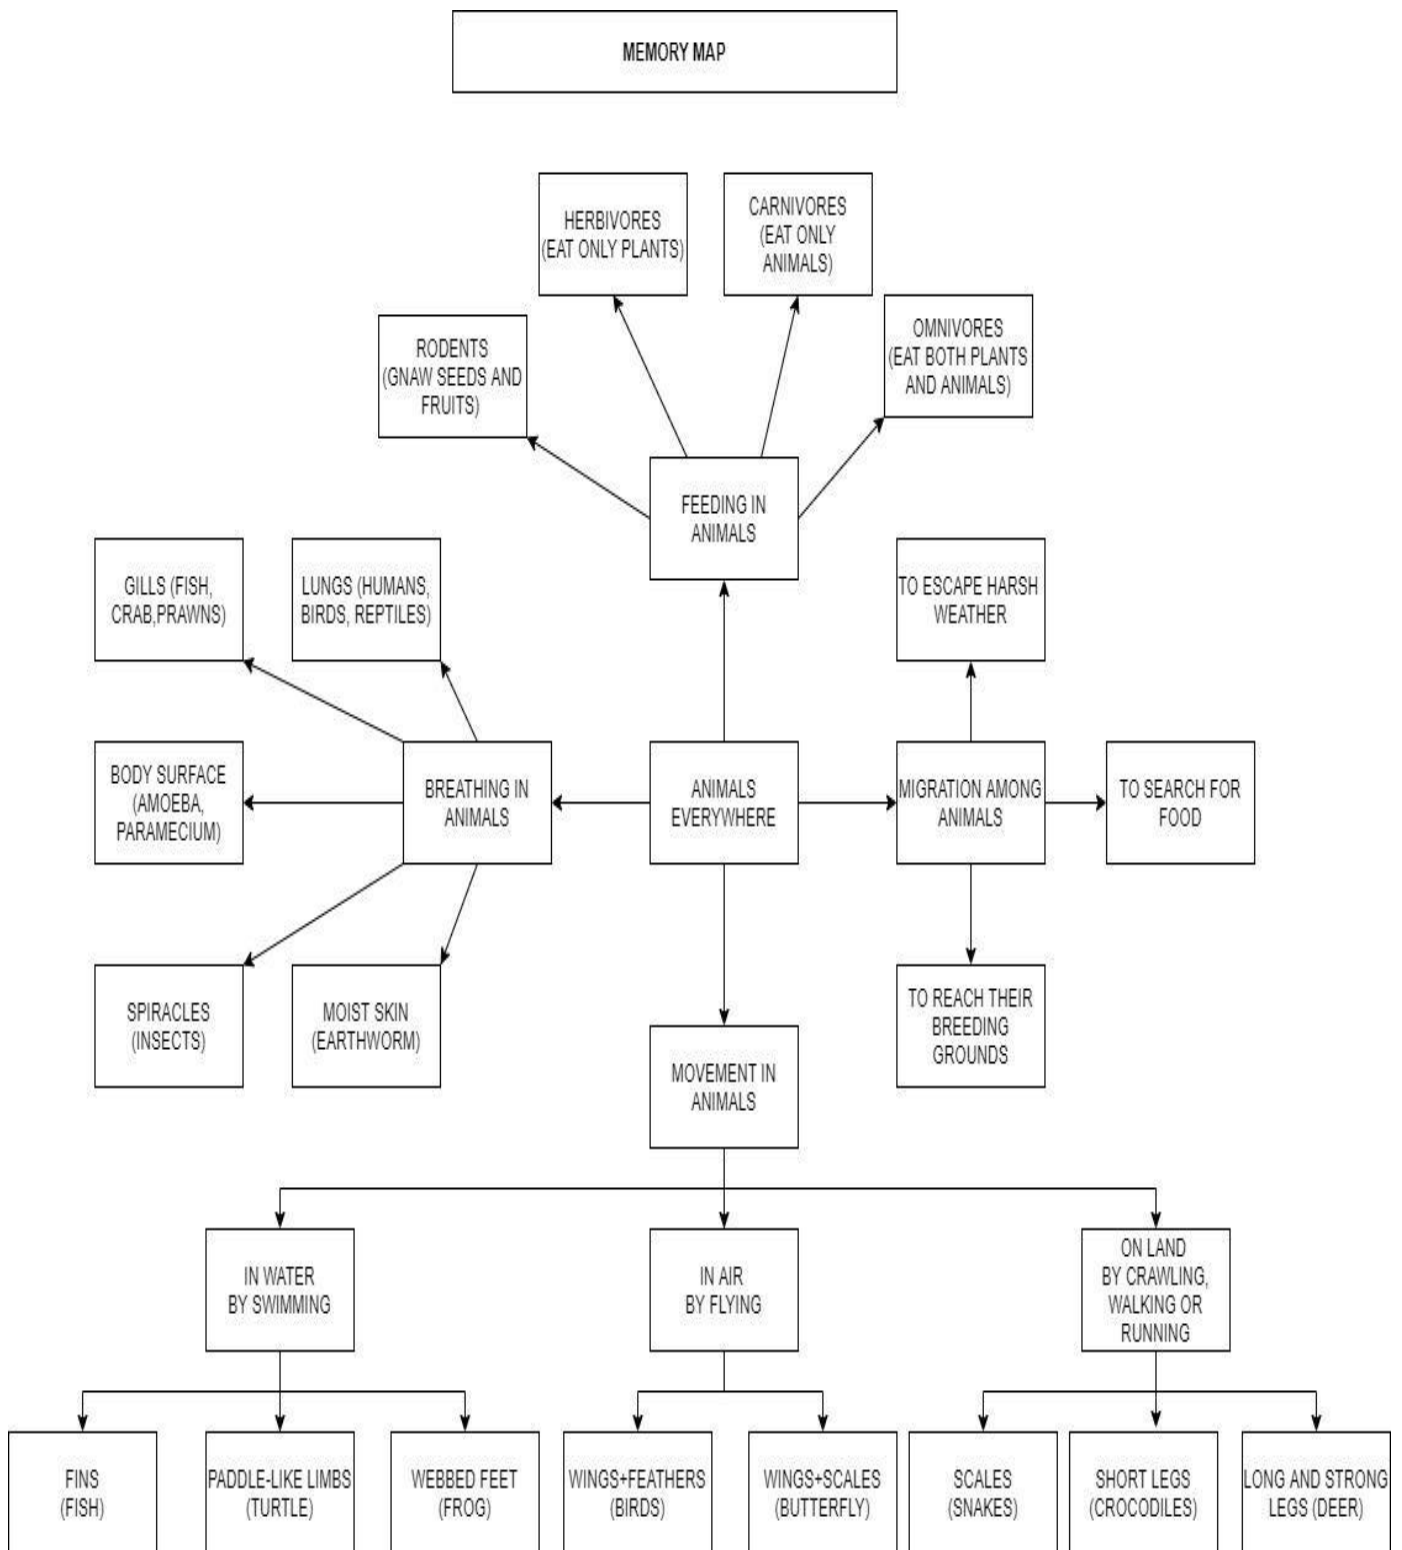 MEMORY MAP
HERBIVORES
(EAT ONLY PLANTS)
CARNIVORES
(EAT ONLY
ANIMALS)
RODENTS
(GNAW SEEDS AND
FRUITS)
OMNIVORES
(EAT BOTH PLANTS
AND ANIMALS)
FEEDING IN
ANIMALS
GILLS (FISH,
CRAB,PRAWNS)
LUNGS (HUMANS,
BIRDS, REPTILES)
TO ESCAPE HARSH
WEATHER
BODY SURFACE
(AMOEBA,
PARAMECIUM)
BREATHING IN
ANIMALS
ANIMALS
EVERYWHERE
MIGRATION AMONG
ANIMALS
TO SEARCH FOR
FOOD
SPIRACLES
(INSECTS)
MOIST SKIN
(EARTHWORM)
TO REACH THEIR
BREEDING
GROUNDS
MOVEMENT IN
ANIMALS
IN WATER
BY SWIMMING
IN AIR
BY FLYING
ON LAND
BY CRAWLING,
WALKING OR
RUNNING
FINS
(FISH)
PADDLE-LIKE LIMBS
(TURTLE)
WEBBED FEET
(FROG)
WINGS+FEATHERS
(BIRDS)
WINGS+SCALES
(BUTTERFLY)
SCALES
(SNAKES)
SHORT LEGS
(CROCODILES)
LONG AND STRONG
LEGS (DEER)